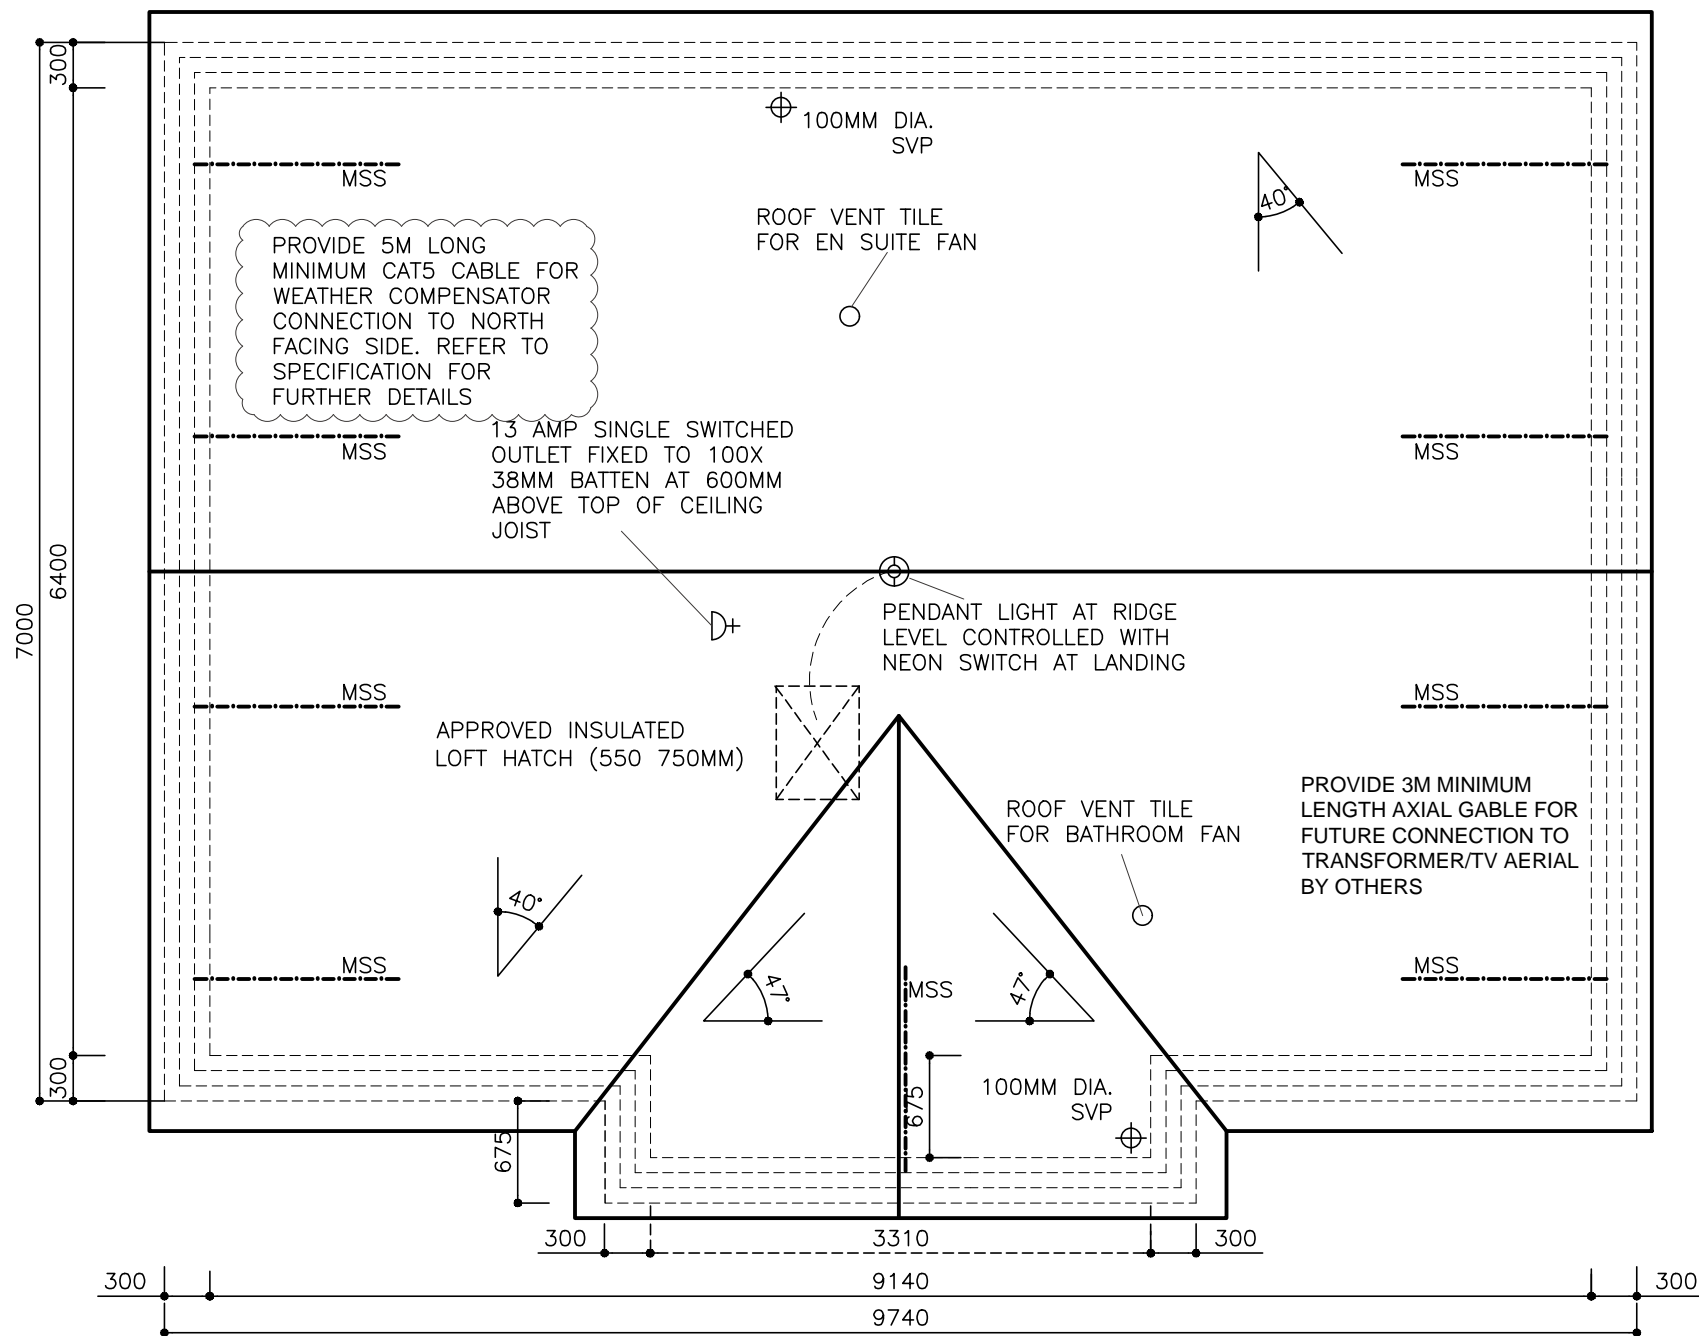 300
100MM DIA.
SVP
MSS
MSS
40°
ROOF VENT TILE
FOR EN SUITE FAN
PROVIDE 5M LONG
MINIMUM CAT5 CABLE FOR
WEATHER COMPENSATOR
CONNECTION TO NORTH
FACING SIDE. REFER TO
SPECIFICATION FOR
FURTHER DETAILS
MSS
MSS
13 AMP SINGLE SWITCHED
OUTLET FIXED TO 100X
38MM BATTEN AT 600MM
ABOVE TOP OF CEILING
JOIST
6400
7000
PENDANT LIGHT AT RIDGE
LEVEL CONTROLLED WITH
NEON SWITCH AT LANDING
MSS
MSS
APPROVED INSULATED
LOFT HATCH (550 750MM)
PROVIDE 3M MINIMUM
LENGTH AXIAL GABLE FOR
FUTURE CONNECTION TO
TRANSFORMER/TV AERIAL
BY OTHERS
ROOF VENT TILE
FOR BATHROOM FAN
40°
MSS
MSS
47°
47°
MSS
300
675
100MM DIA.
SVP
675
300
3310
300
300
9140
300
9740